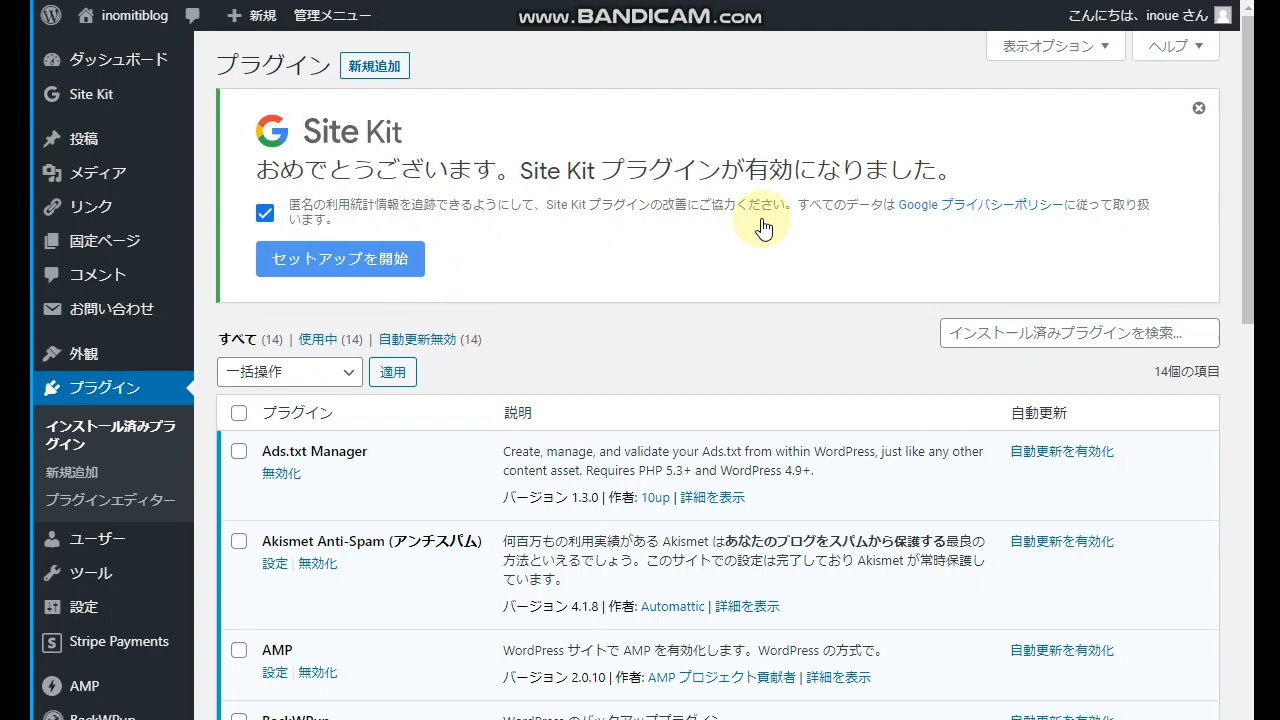 inomitiblog
新規
管理メニュー
www.BANDICAM.com
こんにちは、inoue さん
ダッシュボード
Site Kit
投稿
メディア
リンク
固定ページ
コメント
お問い合わせ
外観
プラグイン
インストール済みプラ
グイン
新規追加
プラグインエディター
ユーザー
ツール
設定
S
Stripe Payments
AMP
BackWPup
プラグイン
新規追加
表示オプション
ヘルプ
Site Kit
おめでとうございます。Site Kit プラグインが有効になりました。
匿名の利用統計情報を追跡できるようにして、Site Kit プラグインの改善にご協力ください。すべてのデータは Google プライバシーポリシーに従って取り扱
います。
セットアップを開始
すべて (14) | 使用中 (14) | 自動更新無効 (14)
インストール済みプラグインを検索...
一括操作
適用
14個の項目
プラグイン
説明
自動更新
Ads.txt Manager
無効化
Create, manage, and validate your Ads.txt from within WordPress, just like any other
content asset. Requires PHP 5.3+ and WordPress 4.9+.
バージョン 1.3.0 | 作者: 10up | 詳細を表示
自動更新を有効化
Akismet Anti-Spam (アンチスパム)
設定 | 無効化
何百万もの利用実績がある Akismet はあなたのブログをスパムから保護する最良の
方法といえるでしょう。このサイトでの設定は完了しており Akismet が常時保護し
ています。
バージョン 4.1.8 | 作者: Automattic | 詳細を表示
自動更新を有効化
AMP
設定 | 無効化
WordPress サイトで AMP を有効化します。WordPress の方式で。
バージョン 2.0.10 | 作者: AMP プロジェクト貢献者 | 詳細を表示
自動更新を有効化
BackWPup
WordPress のバックアッププラグイン
自動更新を有効化